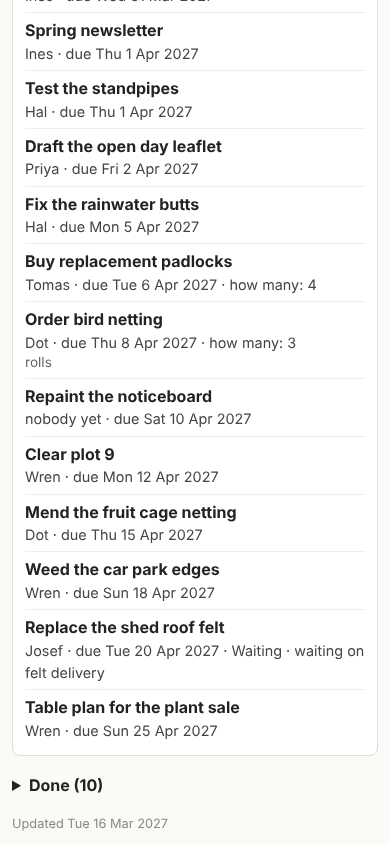 Spring newsletter
Ines · due Thu 1 Apr 2027
Test the standpipes
Hal · due Thu 1 Apr 2027
Draft the open day leaflet
Priya · due Fri 2 Apr 2027
Fix the rainwater butts
Hal · due Mon 5 Apr 2027
Buy replacement padlocks
Tomas · due Tue 6 Apr 2027 · how many: 4
Order bird netting
Dot · due Thu 8 Apr 2027 · how many: 3
rolls
Repaint the noticeboard
nobody yet · due Sat 10 Apr 2027
Clear plot 9
Wren · due Mon 12 Apr 2027
Mend the fruit cage netting
Dot · due Thu 15 Apr 2027
Weed the car park edges
Wren · due Sun 18 Apr 2027
Replace the shed roof felt
Josef · due Tue 20 Apr 2027 · Waiting · waiting on
felt delivery
Table plan for the plant sale
Wren · due Sun 25 Apr 2027
Done (10)
Updated Tue 16 Mar 2027